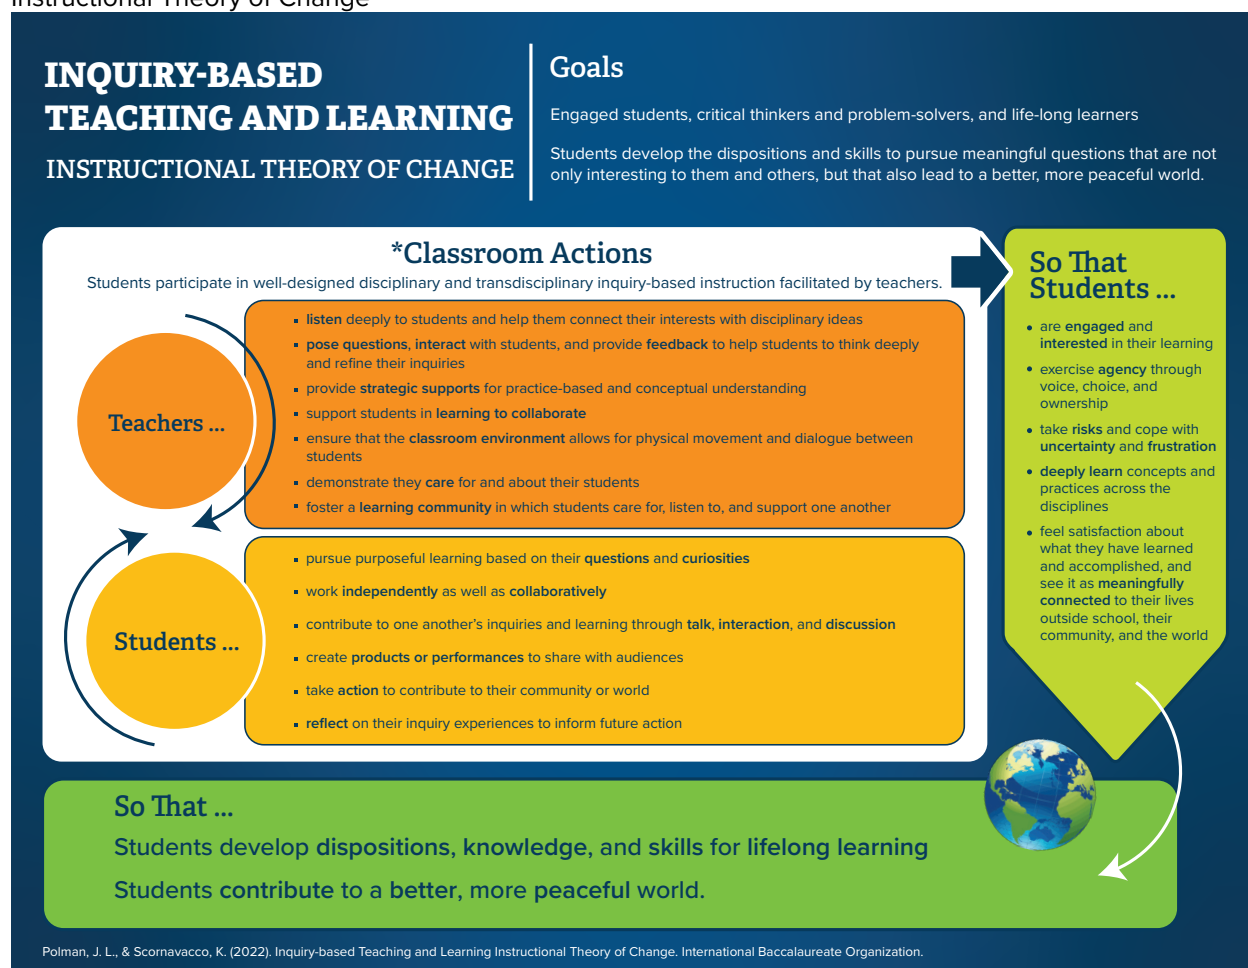 Instructional Theory of Change
INQUIRY-BASED
TEACHING AND LEARNING
INSTRUCTIONAL THEORY OF CHANGE
Goals
Engaged students, critical thinkers and problem-solvers, and life-long learners
Students develop the dispositions and skills to pursue meaningful questions that are not
only interesting to them and others, but that also lead to a better, more peaceful world.
*Classroom Actions
Students participate in well-designed disciplinary and transdisciplinary inquiry-based instruction facilitated by teachers.
Teachers ...
▪ listen deeply to students and help them connect their interests with disciplinary ideas
▪ pose questions, interact with students, and provide feedback to help students to think deeply
and refine their inquiries
▪ provide strategic supports for practice-based and conceptual understanding
▪ support students in learning to collaborate
▪ ensure that the classroom environment allows for physical movement and dialogue between
students
▪ demonstrate they care for and about their students
▪ foster a learning community in which students care for, listen to, and support one another
Students ...
▪ pursue purposeful learning based on their questions and curiosities
▪ work independently as well as collaboratively
▪ contribute to one another's inquiries and learning through talk, interaction, and discussion
▪ create products or performances to share with audiences
▪ take action to contribute to their community or world
▪ reflect on their inquiry experiences to inform future action
So That
Students ...
• are engaged and
interested in their learning
• exercise agency through
voice, choice, and
ownership
• take risks and cope with
uncertainty and frustration
• deeply learn concepts and
practices across the
disciplines
• feel satisfaction about
what they have learned
and accomplished, and
see it as meaningfully
connected to their lives
outside school, their
community, and the world
So That ...
Students develop dispositions, knowledge, and skills for lifelong learning
Students contribute to a better, more peaceful world.
Polman, J. L., & Scornavacco, K. (2022). Inquiry-based Teaching and Learning Instructional Theory of Change. International Baccalaureate Organization.